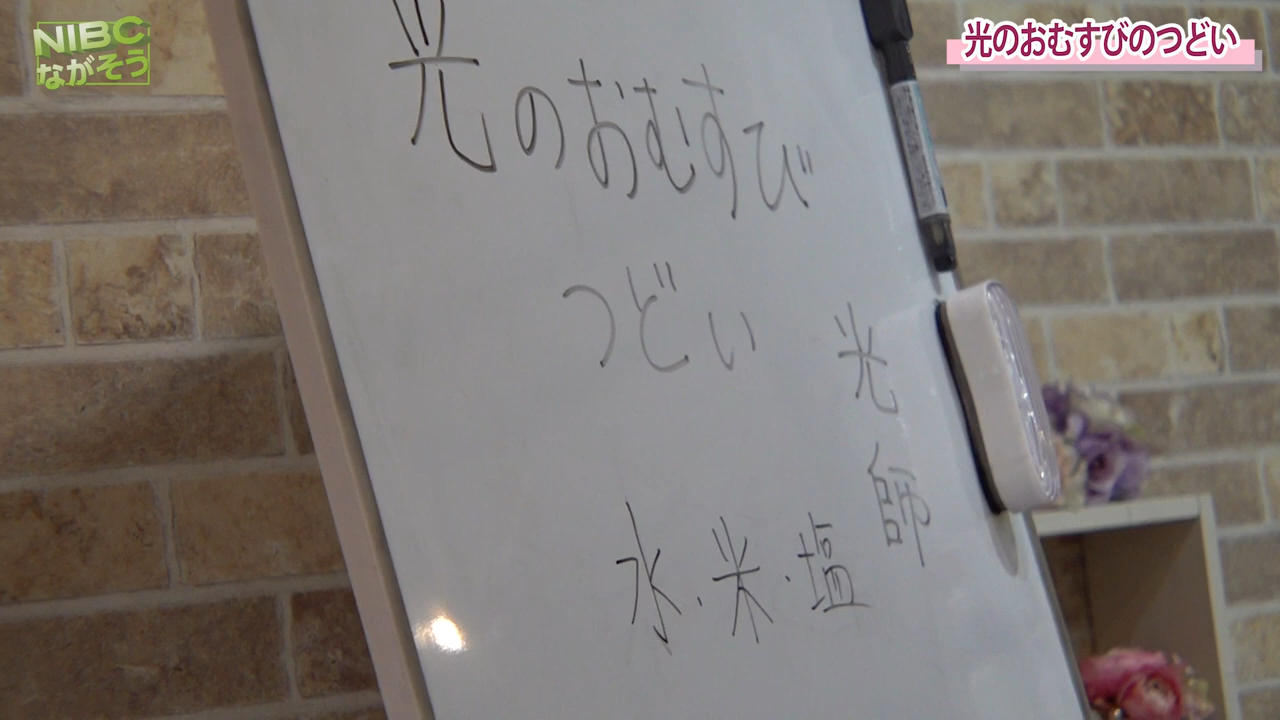 NIBC
ながそう
光のおむすびのつどい
光のおむすび
つどい
光師
水・米・塩